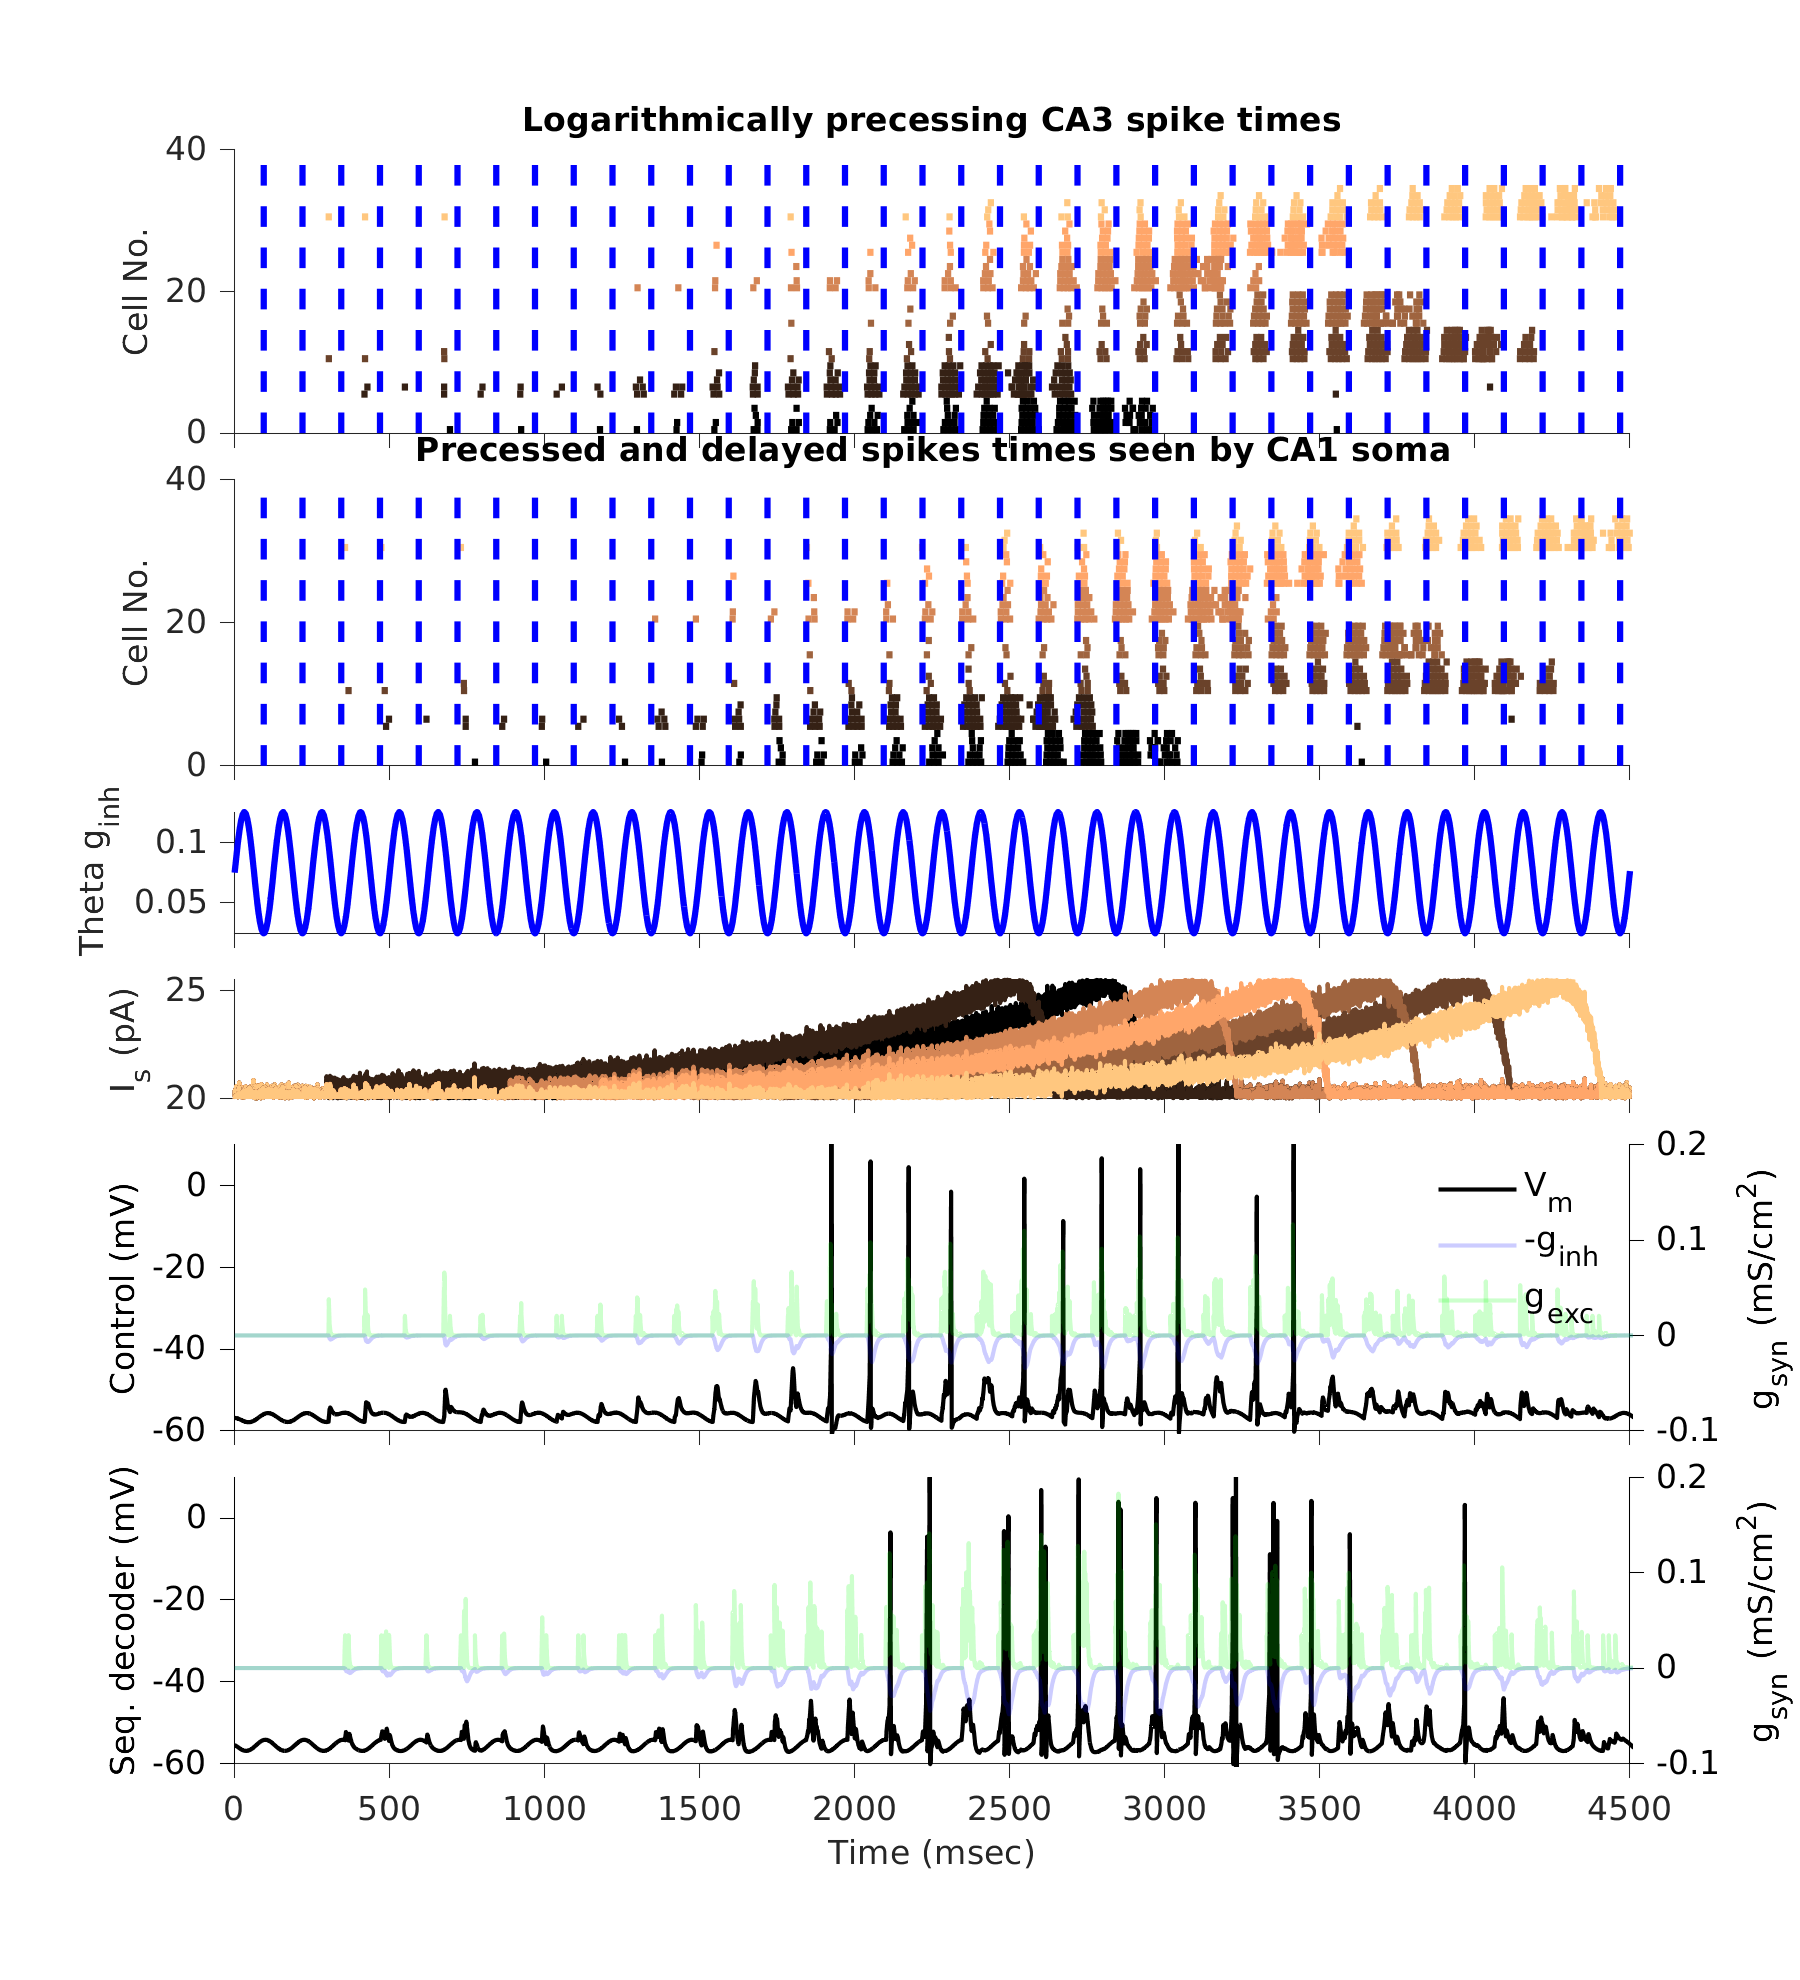 Logarithmically precessing CA3 spike times
40
20
0
Cell No.
Precessed and delayed spikes times seen by CA1 soma
40
20
0
Cell No.
0.1
0.05
Theta g_inh
25
20
I_s (pA)
0
-20
-40
-60
Control (mV)
V_m
-g_inh
g_exc
0.2
0.1
0
-0.1
g_syn (mS/cm^2)
0
-20
-40
-60
Seq. decoder (mV)
0.2
0.1
0
-0.1
g_syn (mS/cm^2)
0 500 1000 1500 2000 2500 3000 3500 4000 4500
Time (msec)